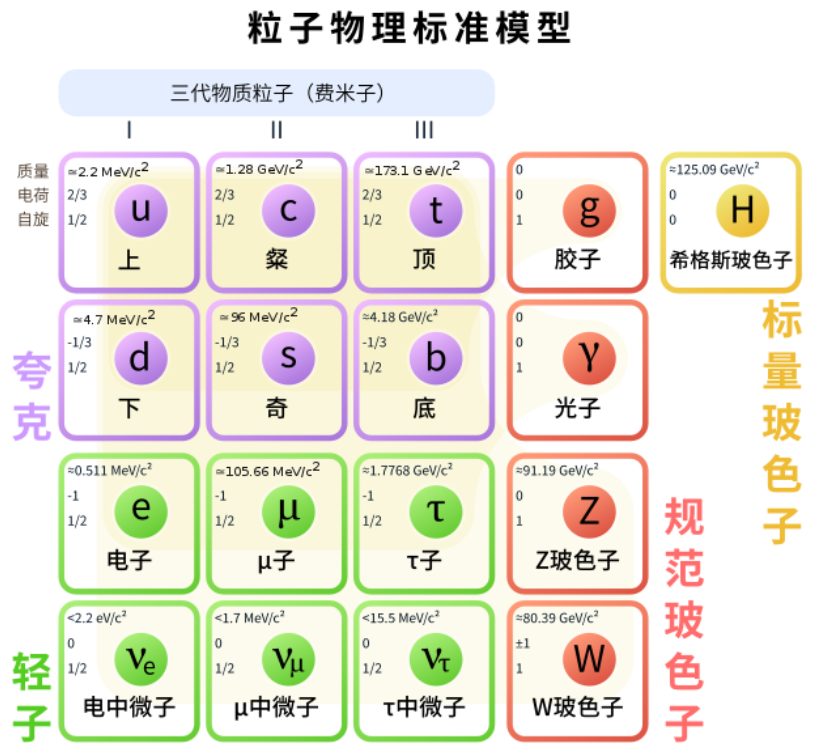 粒子物理标准模型
三代物质粒子（费米子）
I II III
质量
电荷
自旋
≃2.2 MeV/c²
2/3
1/2
u
上
≃1.28 GeV/c²
2/3
1/2
c
粲
≃173.1 GeV/c²
2/3
1/2
t
顶
0
0
1
g
胶子
≈125.09 GeV/c²
0
0
H
希格斯玻色子
≃4.7 MeV/c²
-1/3
1/2
d
下
≃96 MeV/c²
-1/3
1/2
s
奇
≃4.18 GeV/c²
-1/3
1/2
b
底
0
0
1
γ
光子
夸克
标量玻色子
≈0.511 MeV/c²
-1
1/2
e
电子
≃105.66 MeV/c²
-1
1/2
μ
μ子
≈1.7768 GeV/c²
-1
1/2
τ
τ子
≈91.19 GeV/c²
0
1
Z
Z玻色子
规范玻色子
<2.2 eV/c²
0
1/2
νe
电中微子
<1.7 MeV/c²
0
1/2
νμ
μ中微子
<15.5 MeV/c²
0
1/2
ντ
τ中微子
≈80.39 GeV/c²
±1
1
W
W玻色子
轻子